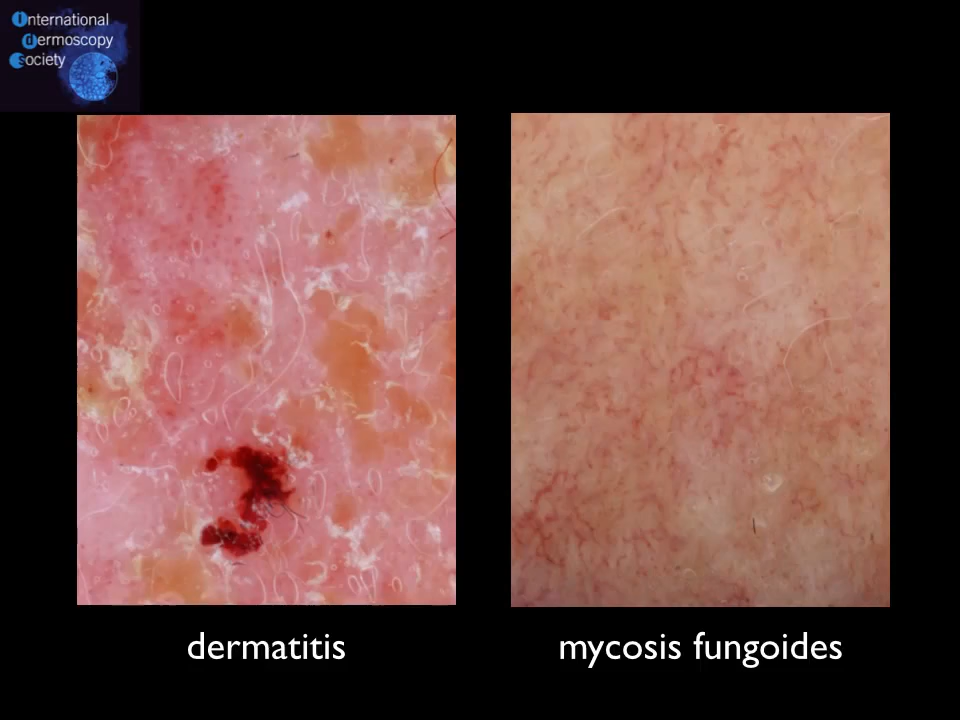 International
dermoscopy
Society
dermatitis
mycosis fungoides